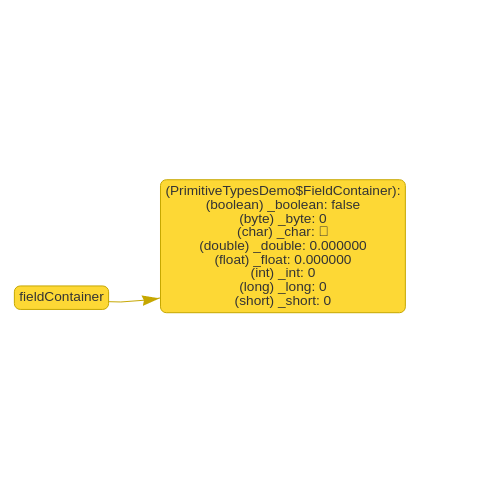 (PrimitiveTypesDemo$FieldContainer):
(boolean) _boolean: false
(byte) _byte: 0
(char) _char: 
(double) _double: 0.000000
(float) _float: 0.000000
(int) _int: 0
(long) _long: 0
(short) _short: 0
fieldContainer